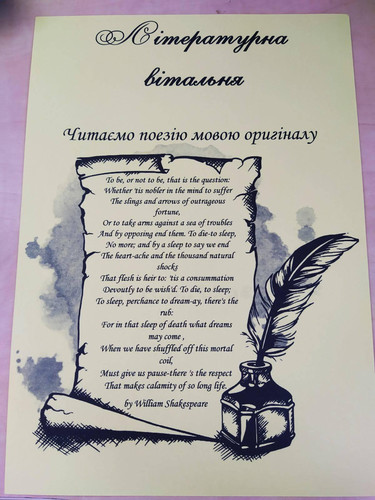 Літературна
вітальня
Читаємо поезію мовою оригіналу
To be, or not to be, that is the question:
Whether 'tis nobler in the mind to suffer
The slings and arrows of outrageous
fortune,
Or to take arms against a sea of troubles
And by opposing end them. To die-to sleep,
No more; and by a sleep to say we end
The heart-ache and the thousand natural
shocks
That flesh is heir to: 'tis a consummation
Devoutly to be wish'd. To die, to sleep;
To sleep, perchance to dream-ay, there's the
rub:
For in that sleep of death what dreams
may come ,
When we have shuffled off this mortal
coil,
Must give us pause-there 's the respect
That makes calamity of so long life.
by William Shakespeare